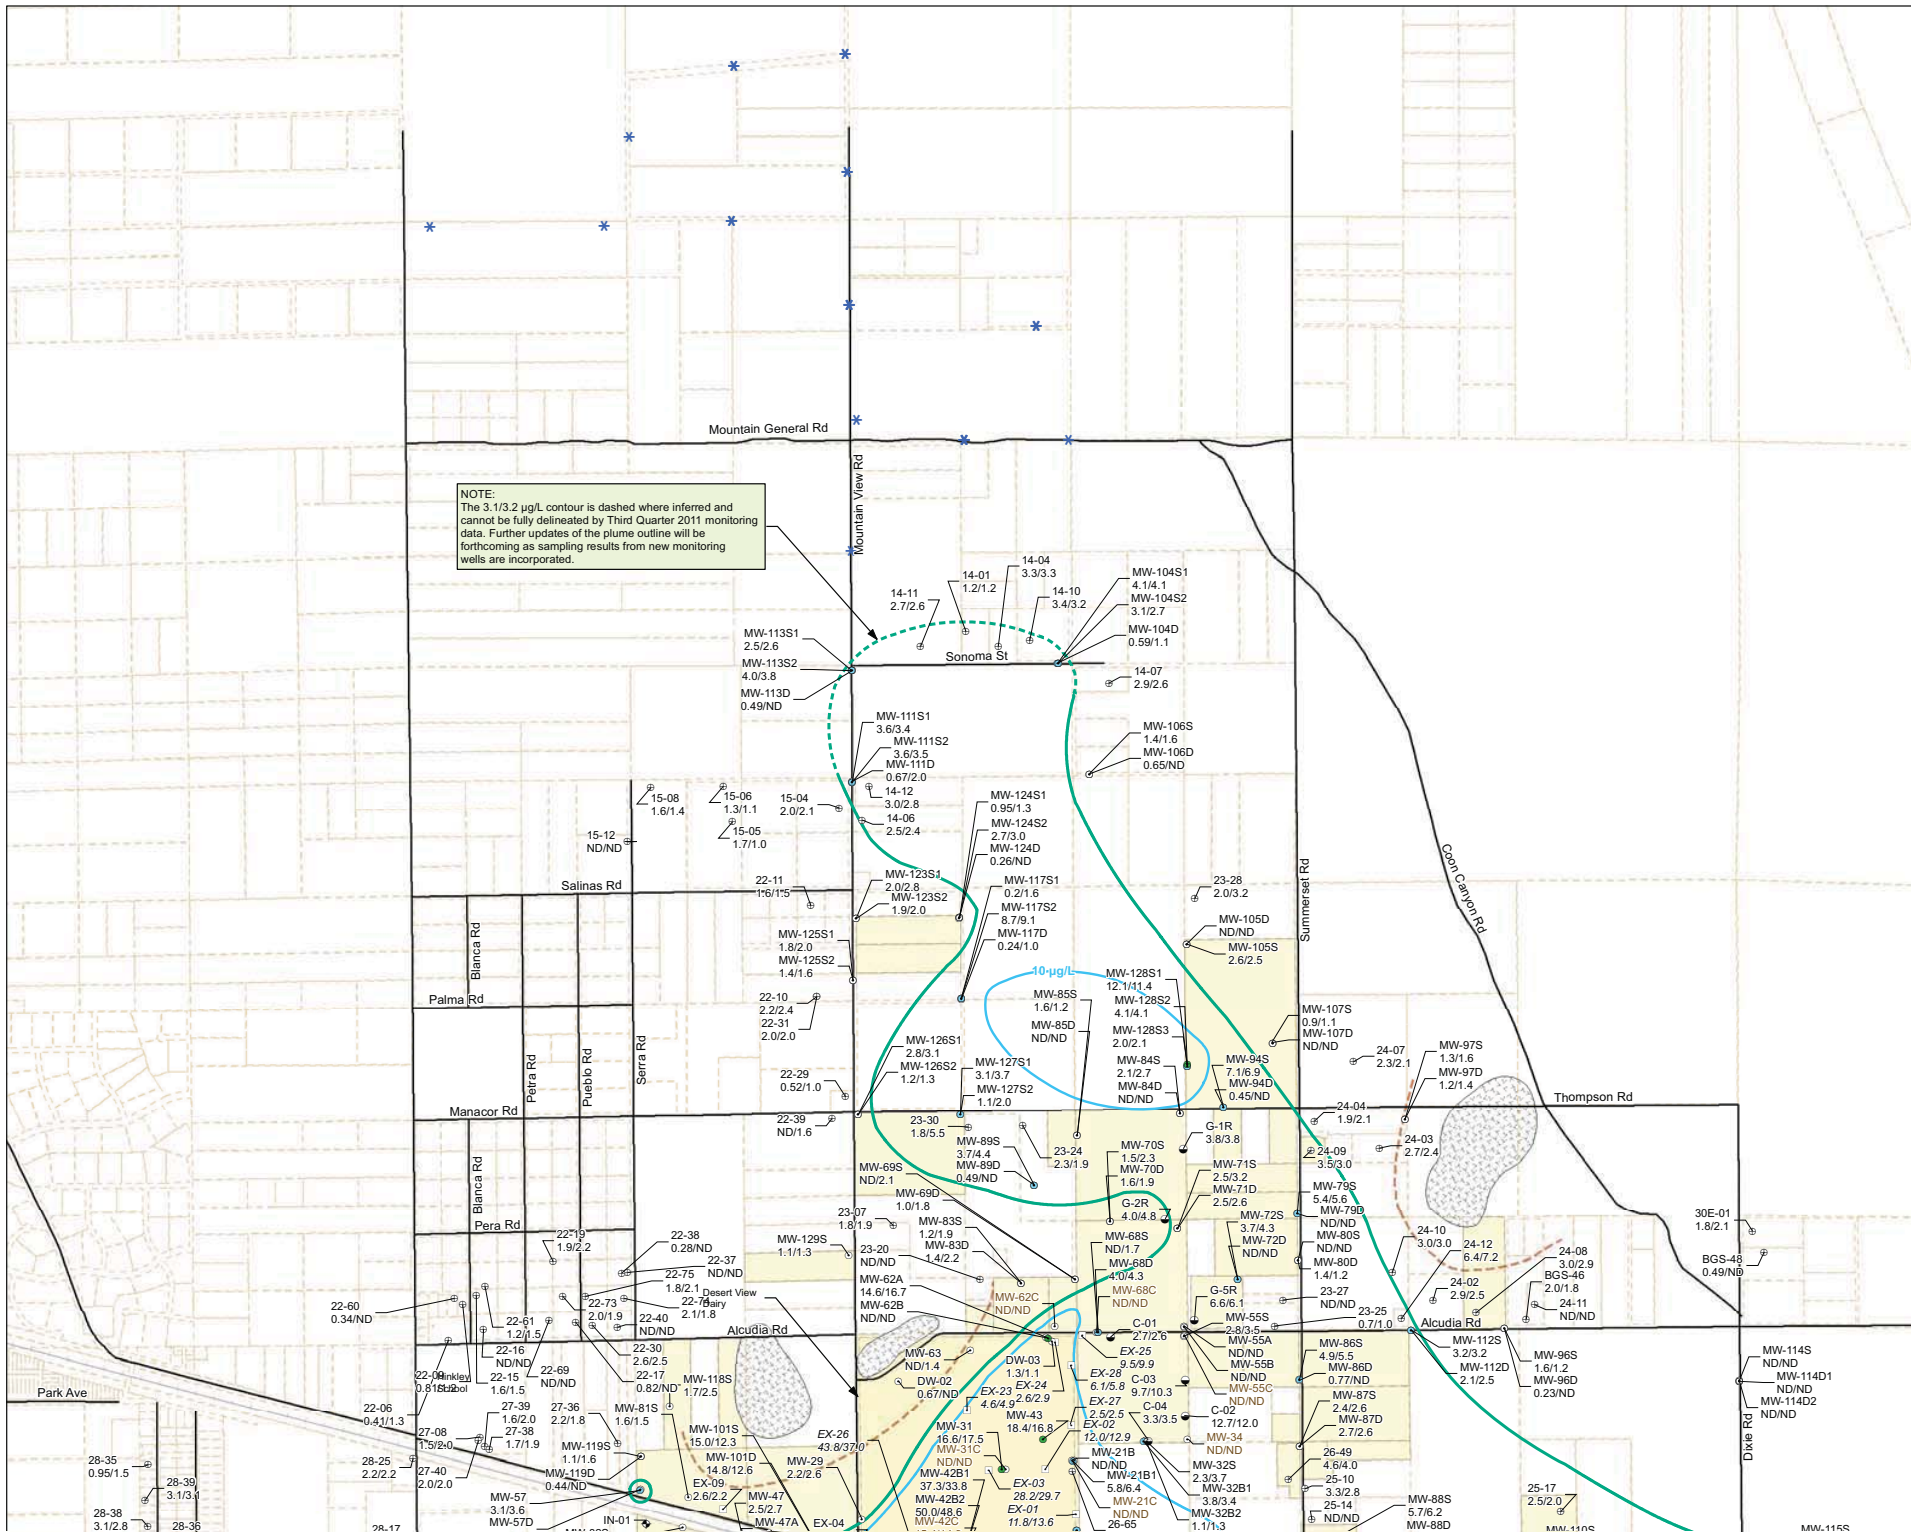 Mountain General Rd
Mountain View Rd
NOTE:
The 3.1/3.2 µg/L contour is dashed where inferred and
cannot be fully delineated by Third Quarter 2011 monitoring
data. Further updates of the plume outline will be
forthcoming as sampling results from new monitoring
wells are incorporated.
14-04
3.3/3.3
14-01
1.2/1.2
14-11
2.7/2.6
14-10
3.4/3.2
MW-104S1
4.1/4.1
MW-104S2
3.1/2.7
MW-104D
0.59/1.1
MW-113S1
2.5/2.6
MW-113S2
4.0/3.8
MW-113D
0.49/ND
Sonoma St
14-07
2.9/2.6
MW-111S1
3.6/3.4
MW-111S2
3.6/3.5
MW-111D
0.67/2.0
14-12
3.0/2.8
14-06
2.5/2.4
MW-106S
1.4/1.6
MW-106D
0.65/ND
15-08
1.6/1.4
15-06
1.3/1.1
15-04
2.0/2.1
15-05
1.7/1.0
15-12
ND/ND
MW-124S1
0.95/1.3
MW-124S2
2.7/3.0
MW-124D
0.26/ND
Coon Canyon Rd
Summerset Rd
Salinas Rd
22-11
1.6/1.5
MW-123S1
2.0/2.8
MW-123S2
1.9/2.0
MW-117S1
0.2/1.6
MW-117S2
8.7/9.1
MW-117D
0.24/1.0
23-28
2.0/3.2
MW-105D
ND/ND
MW-105S
2.6/2.5
MW-125S1
1.8/2.0
MW-125S2
1.4/1.6
Blanca Rd
Palma Rd
22-10
2.2/2.4
22-31
2.0/2.0
10-µg/L
MW-85S
1.6/1.2
MW-85D
ND/ND
MW-128S1
12.1/11.4
MW-128S2
4.1/4.1
MW-128S3
2.0/2.1
MW-84S
2.1/2.7
MW-84D
ND/ND
MW-107S
0.9/1.1
MW-107D
ND/ND
24-07
2.3/2.1
MW-97S
1.3/1.6
MW-97D
1.2/1.4
Petra Rd
Pueblo Rd
Serra Rd
MW-126S1
2.8/3.1
MW-126S2
1.2/1.3
MW-127S1
3.1/3.7
MW-127S2
1.1/2.0
MW-94S
7.1/6.9
MW-94D
0.45/ND
22-29
0.52/1.0
22-39
ND/1.6
Manacor Rd
Thompson Rd
23-30
1.8/5.5
23-24
2.3/1.9
G-1R
3.8/3.8
24-04
1.9/2.1
24-03
2.7/2.4
24-09
3.5/3.0
MW-89S
3.7/4.4
MW-89D
0.49/ND
MW-70S
1.5/2.3
MW-70D
1.6/1.9
MW-71S
2.5/3.2
MW-71D
2.5/2.6
MW-69S
ND/2.1
MW-69D
1.0/1.8
G-2R
4.0/4.8
MW-79S
5.4/5.6
MW-79D
ND/ND
Blanca Rd
Pera Rd
23-07
1.8/1.9
MW-83S
1.2/1.9
MW-83D
1.4/2.2
MW-72S
3.7/4.3
MW-72D
ND/ND
MW-80S
ND/ND
MW-80D
1.4/1.2
24-10
3.0/3.0
24-12
6.4/7.2
24-08
3.0/2.9
30E-01
1.8/2.1
BGS-48
0.49/ND
BGS-46
2.0/1.8
24-11
ND/ND
24-02
2.9/2.5
22-19
1.9/2.2
22-38
0.28/ND
22-37
ND/ND
22-75
1.8/2.1
22-74
2.1/1.8
22-73
2.0/1.9
22-40
ND/ND
MW-129S
1.1/1.3
23-20
ND/ND
MW-68S
ND/1.7
MW-68D
4.0/4.3
MW-68C
ND/ND
MW-62A
14.6/16.7
MW-62B
ND/ND
MW-62C
ND/ND
G-5R
6.6/6.1
23-27
ND/ND
23-25
0.7/1.0
Desert View
Dairy
22-60
0.34/ND
22-61
1.2/1.5
22-16
ND/ND
22-15
1.6/1.5
22-69
ND/ND
22-30
2.6/2.5
22-17
0.82/ND
Alcudia Rd
Alcudia Rd
C-01
2.7/2.6
MW-55S
2.8/3.5
MW-55A
ND/ND
MW-55B
ND/ND
MW-55C
ND/ND
MW-86S
4.9/5.5
MW-86D
0.77/ND
MW-112S
3.2/3.2
MW-112D
2.1/2.5
MW-96S
1.6/1.2
MW-96D
0.23/ND
MW-114S
ND/ND
MW-114D1
ND/ND
MW-114D2
ND/ND
Dixie Rd
MW-63
ND/1.4
DW-02
0.67/ND
DW-03
1.3/1.1
EX-25
9.5/9.9
EX-28
6.1/5.8
EX-24
2.6/2.9
EX-23
4.6/4.9
EX-27
2.5/2.5
C-03
9.7/10.3
C-04
3.3/3.5
C-02
12.7/12.0
MW-87S
2.4/2.6
MW-87D
2.7/2.6
Park Ave
22-06
0.41/1.3
MW-118S
1.7/2.5
MW-81S
1.6/1.5
27-39
1.6/2.0
27-38
1.7/1.9
27-36
2.2/1.8
27-08
1.5/2.0
27-40
2.0/2.0
28-25
2.2/2.2
28-35
0.95/1.5
28-39
3.1/3.1
28-38
3.1/2.8
28-36
28-17
MW-119S
1.1/1.6
MW-119D
0.44/ND
MW-57
3.1/3.6
MW-57D
IN-01
MW-101S
15.0/12.3
MW-101D
14.8/12.6
EX-09
2.6/2.2
MW-47
2.5/2.7
MW-47A
EX-04
EX-26
43.8/37.0
MW-29
2.2/2.6
MW-31
16.6/17.5
MW-31C
ND/ND
MW-43
18.4/16.8
EX-02
12.0/12.9
MW-42B1
37.3/33.8
MW-42B2
50.0/48.6
MW-42C
EX-03
28.2/29.7
EX-01
11.8/13.6
MW-21B
ND/ND
MW-21B1
5.8/6.4
MW-21C
ND/ND
26-65
MW-34
ND/ND
MW-32S
2.3/3.7
MW-32B1
3.8/3.4
MW-32B2
1.1/1.3
26-49
4.6/4.0
25-10
3.3/2.8
25-14
ND/ND
MW-88S
5.7/6.2
MW-88D
25-17
2.5/2.0
MW-110S
MW-115S